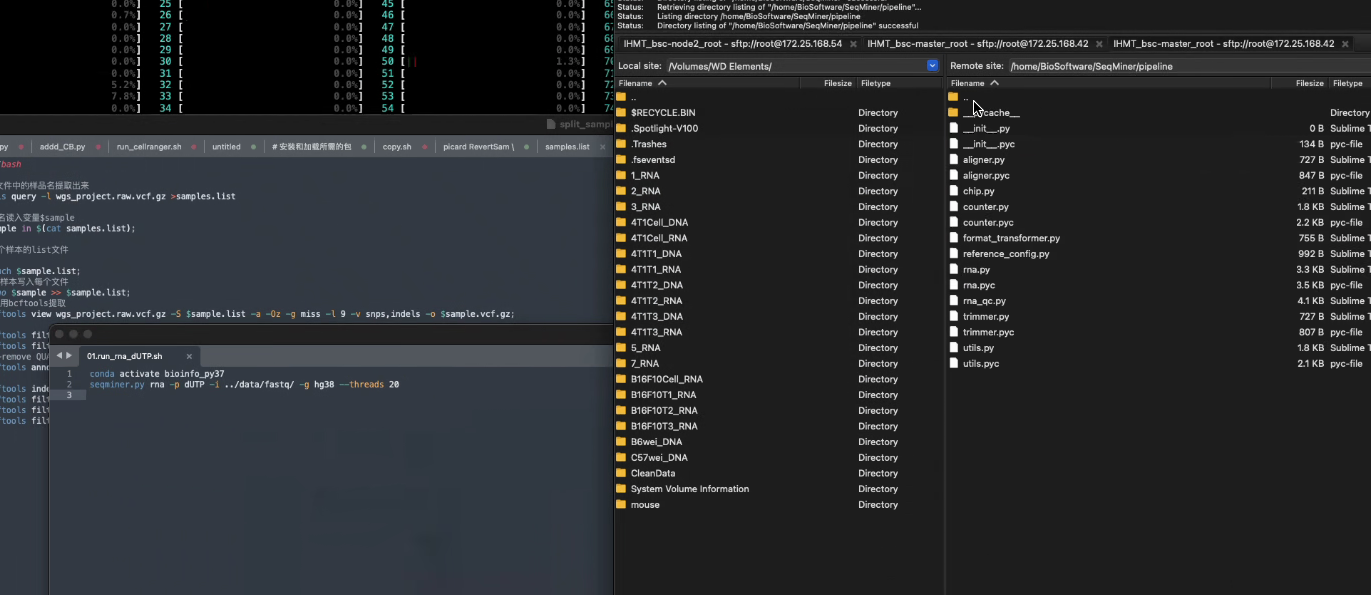 0.0%] 25 [ 0.0%] 45 [ 0.0%] 65
0.7%] 26 [ 0.0%] 46 [ 0.0%] 66
0.0%] 27 [ 0.0%] 47 [ 0.0%] 67
0.0%] 28 [ 0.0%] 48 [ 0.0%] 68
0.0%] 29 [ 0.0%] 49 [ 0.0%] 69
0.0%] 30 [ 0.0%] 50 [|| 1.3%] 70
5.2%] 31 [ 0.0%] 51 [ 0.0%] 71
7.8%] 32 [ 0.0%] 52 [ 0.0%] 72
7.8%] 33 [ 0.0%] 53 [ 0.0%] 73
0.0%] 34 [ 0.0%] 54 [ 0.0%] 74
split_sampl
py addd_CB.py run_cellranger.sh untitled # 安装和加载所需的包 copy.sh picard RevertSam \ samples.list
/bash
文件中的样品名提取出来
s query -l wgs_project.raw.vcf.gz >samples.list
名读入变量$sample
ple in $(cat samples.list);
个样本的list文件
ch $sample.list;
样本写入每个文件
o $sample >> $sample.list;
用bcftools提取
tools view wgs_project.raw.vcf.gz -S $sample.list -a -Oz -g miss -l 9 -v snps,indels -o $sample.vcf.gz;
tools filt
tools filt
-remove QU
tools anno
tools inde
tools filt
tools filt
tools filt
01.run_rna_dUTP.sh
1 conda activate bioinfo_py37
2 seqminer.py rna -p dUTP -i ../data/fastq/ -g hg38 --threads 20
3
Status: Retrieving directory listing of "/home/BioSoftware/SeqMiner/pipeline"...
Status: Listing directory /home/BioSoftware/SeqMiner/pipeline
Status: Directory listing of "/home/BioSoftware/SeqMiner/pipeline" successful
IHMT_bsc-node2_root - sftp://root@172.25.168.54 IHMT_bsc-master_root - sftp://root@172.25.168.42 IHMT_bsc-master_root - sftp://root@172.25.168.42
Local site: /Volumes/WD Elements/
Filename Filesize Filetype
..
$RECYCLE.BIN Directory
.Spotlight-V100 Directory
.Trashes Directory
.fseventsd Directory
1_RNA Directory
2_RNA Directory
3_RNA Directory
4T1Cell_DNA Directory
4T1Cell_RNA Directory
4T1T1_DNA Directory
4T1T1_RNA Directory
4T1T2_DNA Directory
4T1T2_RNA Directory
4T1T3_DNA Directory
4T1T3_RNA Directory
5_RNA Directory
7_RNA Directory
B16F10Cell_RNA Directory
B16F10T1_RNA Directory
B16F10T2_RNA Directory
B16F10T3_RNA Directory
B6wei_DNA Directory
C57wei_DNA Directory
CleanData Directory
System Volume Information Directory
mouse Directory
Remote site: /home/BioSoftware/SeqMiner/pipeline
Filename Filesize Filetype
..
cache__ Directory
__init__.py 0 B Sublime T
__init__.pyc 134 B pyc-file
aligner.py 727 B Sublime T
aligner.pyc 847 B pyc-file
chip.py 211 B Sublime T
counter.py 1.8 KB Sublime T
counter.pyc 2.2 KB pyc-file
format_transformer.py 755 B Sublime T
reference_config.py 992 B Sublime T
rna.py 3.3 KB Sublime T
rna.pyc 3.5 KB pyc-file
rna_qc.py 4.1 KB Sublime T
trimmer.py 727 B Sublime T
trimmer.pyc 807 B pyc-file
utils.py 1.8 KB Sublime T
utils.pyc 2.1 KB pyc-file